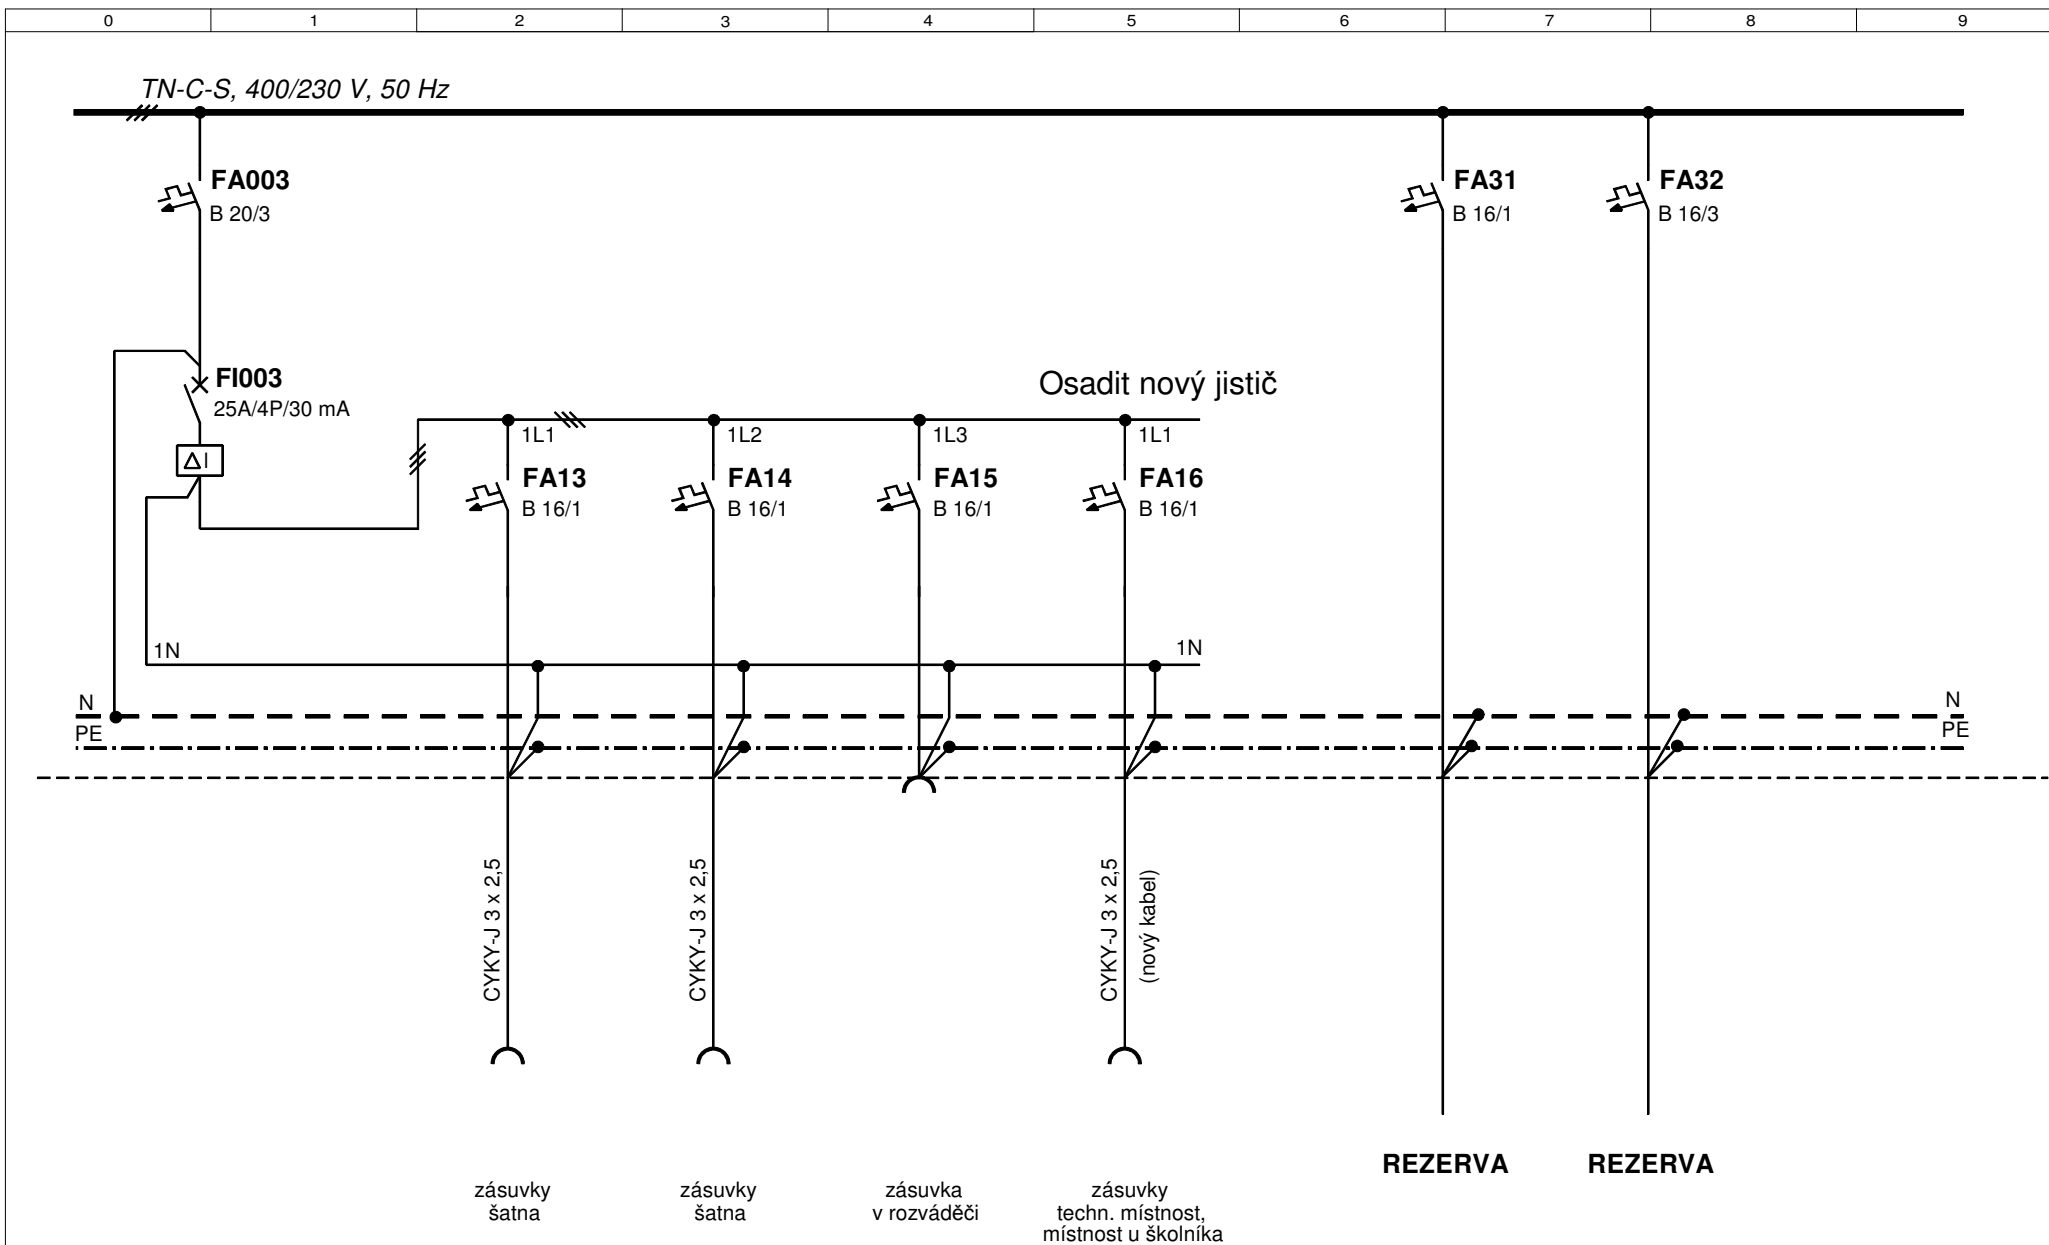 0 1 2 3 4 5 6 7 8 9
TN-C-S, 400/230 V, 50 Hz
FA003
B 20/3
FA31
B 16/1
FA32
B 16/3
FI003
25A/4P/30 mA
ΔI
Osadit nový jistič
1L1
FA13
B 16/1
1L2
FA14
B 16/1
1L3
FA15
B 16/1
1L1
FA16
B 16/1
1N
1N
N
PE
N
PE
CYKY-J 3 x 2,5
CYKY-J 3 x 2,5
CYKY-J 3 x 2,5
(nový kabel)
REZERVA
REZERVA
zásuvky
šatna
zásuvky
šatna
zásuvka
v rozváděči
zásuvky
techn. místnost,
místnost u školníka